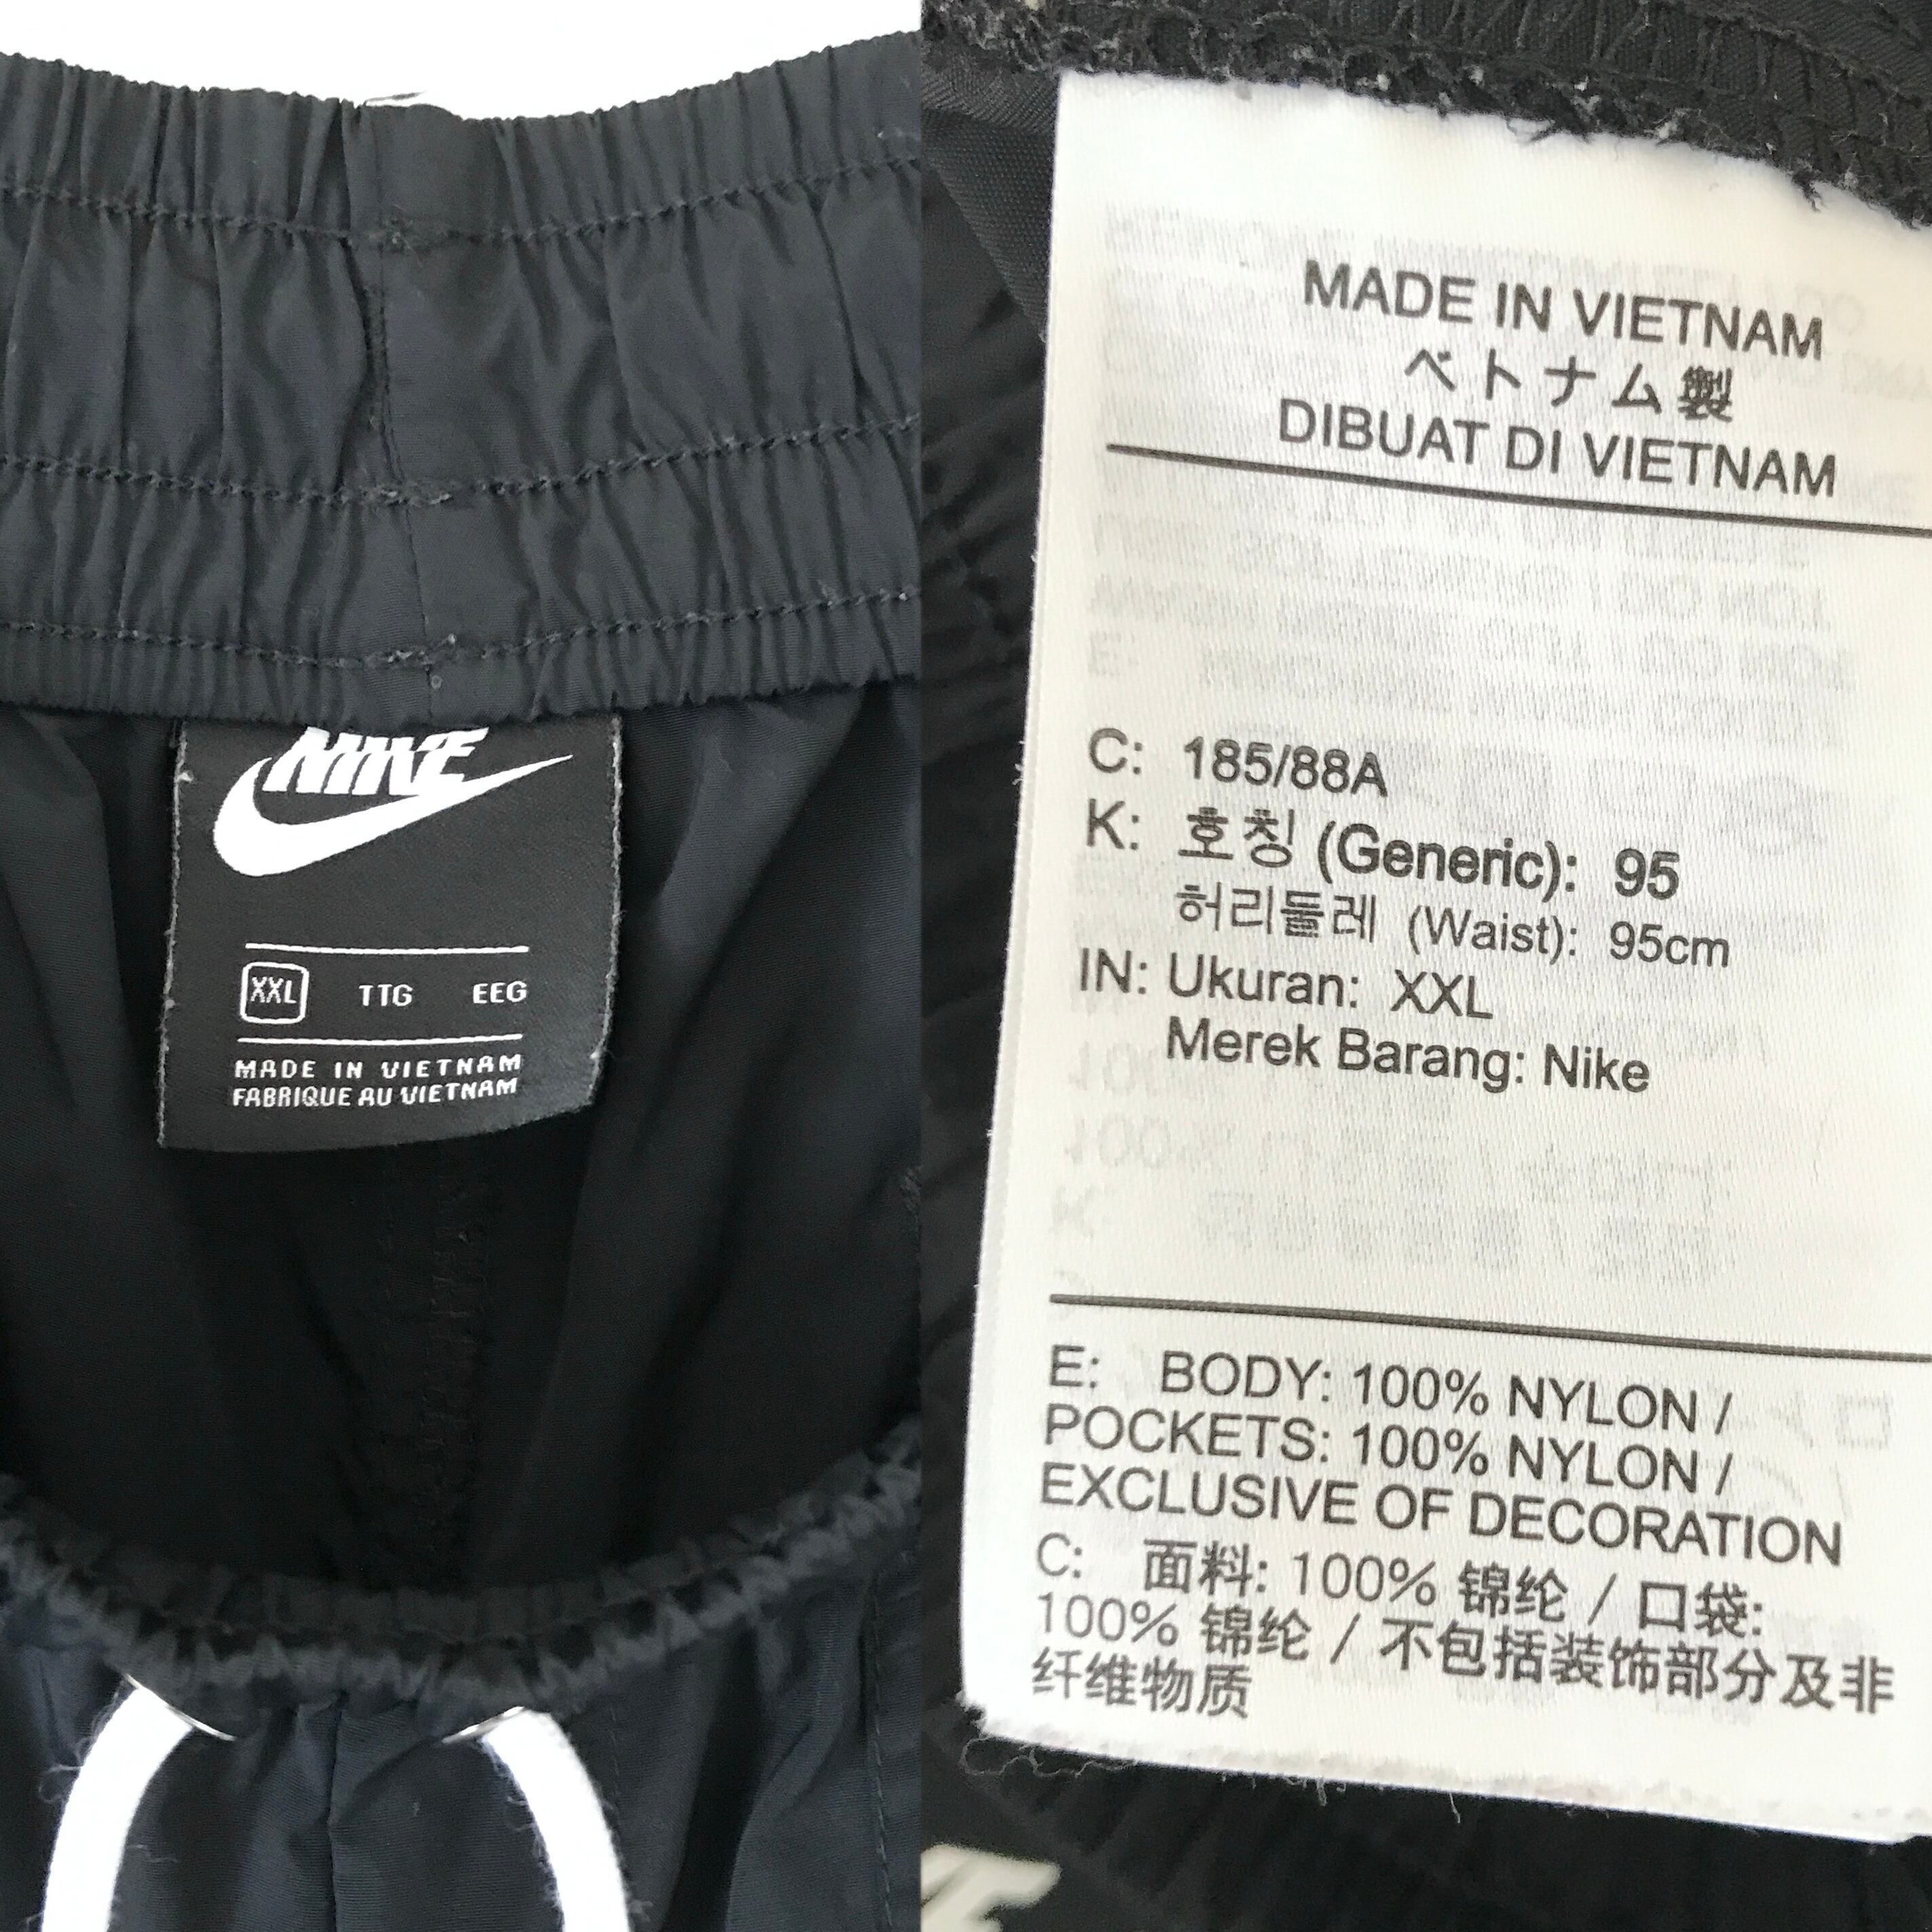 NIKE
XXL TTG EEG
MADE IN VIETNAM
FABRIQUE AU VIETNAM
MADE IN VIETNAM
ベトナム製
DIBUAT DI VIETNAM
C: 185/88A
K: 호칭 (Generic): 95
허리둘레 (Waist): 95cm
IN: Ukuran: XXL
Merek Barang: Nike
E: BODY: 100% NYLON /
POCKETS: 100% NYLON /
EXCLUSIVE OF DECORATION
C: 面料: 100% 锦纶 / 口袋:
100% 锦纶 / 不包括装饰部分及非
纤维物质